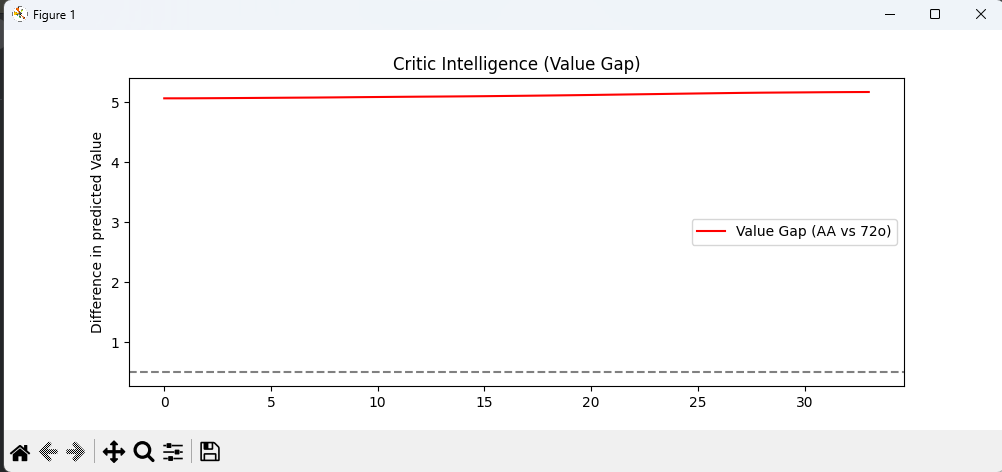 Figure 1
Critic Intelligence (Value Gap)
Difference in predicted Value
5
4
3
2
1
Value Gap (AA vs 72o)
0 5 10 15 20 25 30